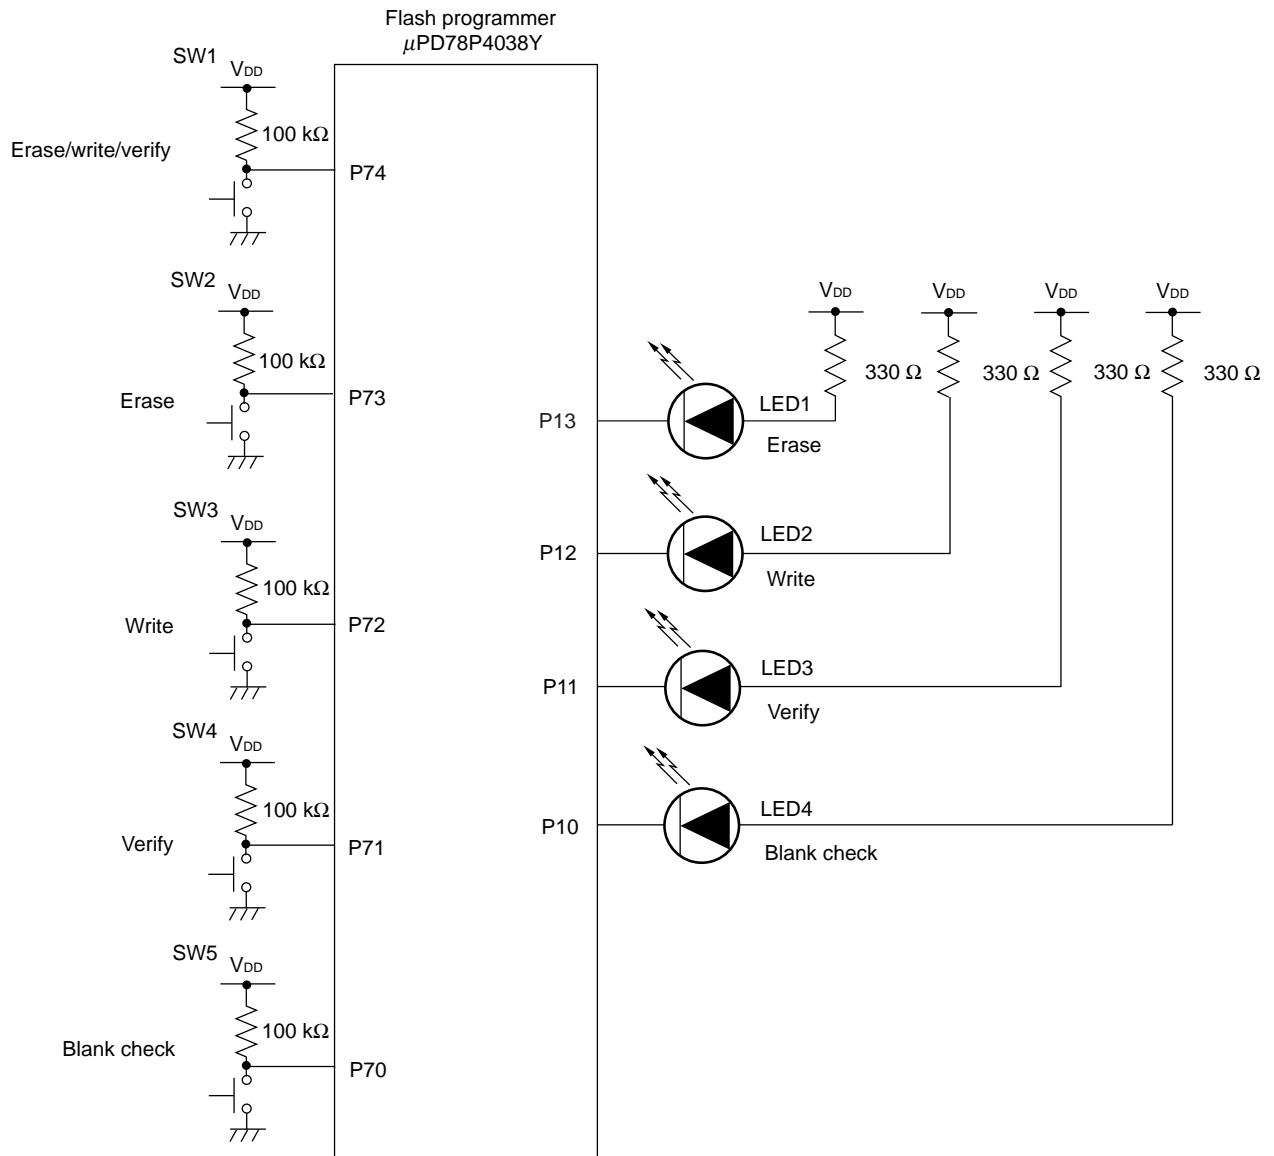 Flash programmer
µPD78P4038Y
SW1
VDD
100 kΩ
Erase/write/verify
P74
SW2
VDD
100 kΩ
Erase
P73
SW3
VDD
100 kΩ
Write
P72
SW4
VDD
100 kΩ
Verify
P71
SW5
VDD
100 kΩ
Blank check
P70
VDD
VDD
VDD
VDD
330 Ω
330 Ω
330 Ω
330 Ω
P13
LED1
Erase
P12
LED2
Write
P11
LED3
Verify
P10
LED4
Blank check